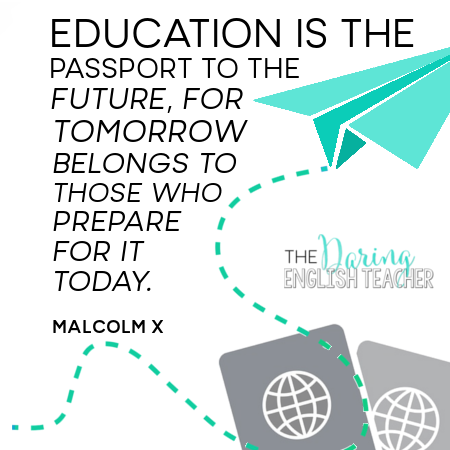 EDUCATION IS THE
PASSPORT TO THE
FUTURE, FOR
TOMORROW
BELONGS TO
THOSE WHO
PREPARE
FOR IT
TODAY.
MALCOLM X
THE Daring
ENGLISH TEACHER